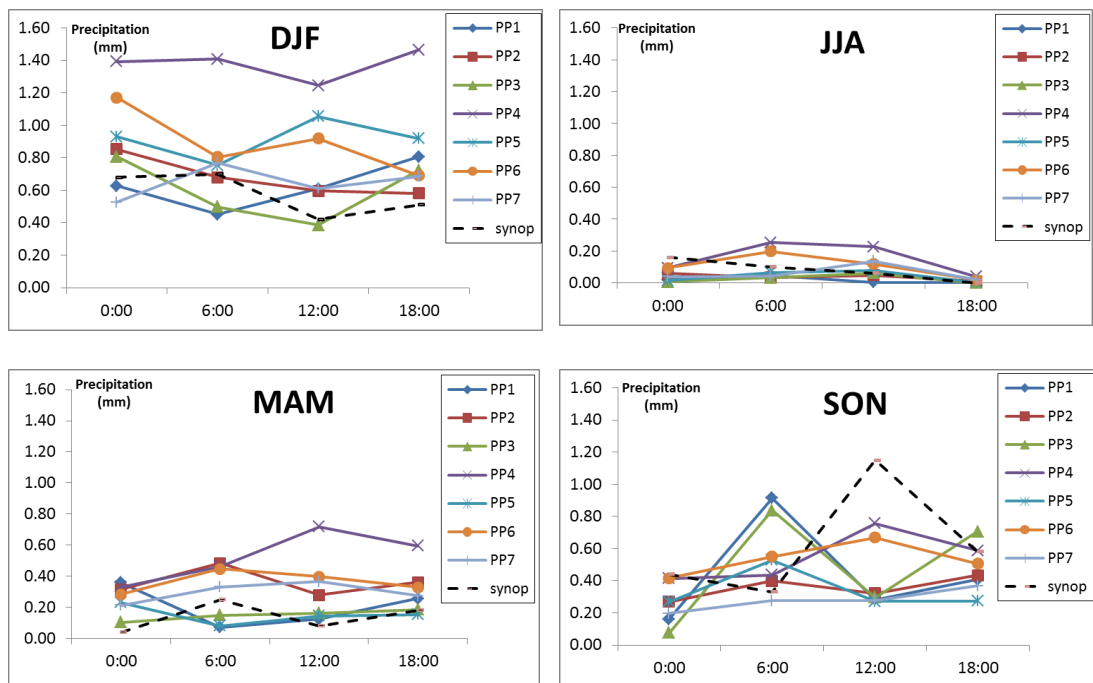 DJF
Precipitation
(mm)
1.60
1.40
1.20
1.00
0.80
0.60
0.40
0.20
0.00
0:00 6:00 12:00 18:00
PP1
PP2
PP3
PP4
PP5
PP6
PP7
synop
JJA
Precipitation
(mm)
1.60
1.40
1.20
1.00
0.80
0.60
0.40
0.20
0.00
0:00 6:00 12:00 18:00
PP1
PP2
PP3
PP4
PP5
PP6
PP7
synop
MAM
Precipitation
(mm)
1.60
1.40
1.20
1.00
0.80
0.60
0.40
0.20
0.00
0:00 6:00 12:00 18:00
PP1
PP2
PP3
PP4
PP5
PP6
PP7
synop
SON
Precipitation
(mm)
1.60
1.40
1.20
1.00
0.80
0.60
0.40
0.20
0.00
0:00 6:00 12:00 18:00
PP1
PP2
PP3
PP4
PP5
PP6
PP7
synop